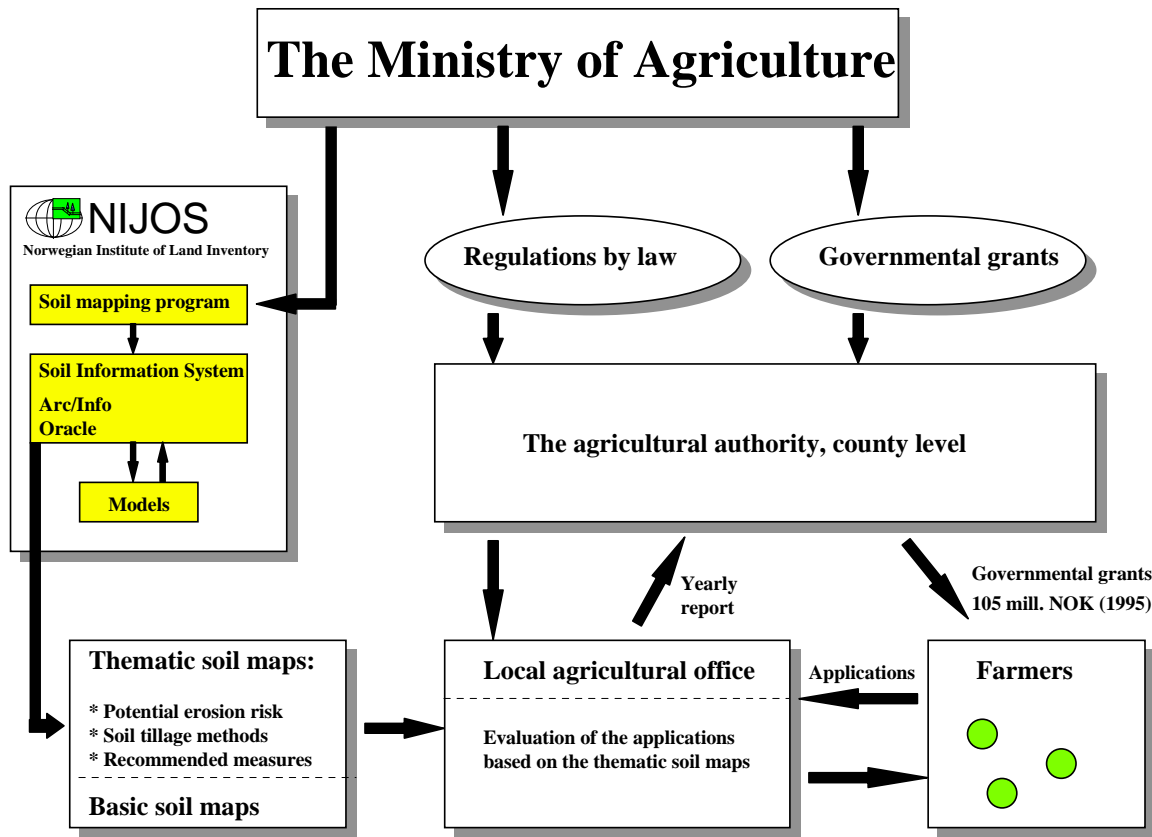 The Ministry of Agriculture
NIJOS
Norwegian Institute of Land Inventory
Soil mapping program
Soil Information System
Arc/Info
Oracle
Models
Regulations by law
Governmental grants
The agricultural authority, county level
Yearly
report
Governmental grants
105 mill. NOK (1995)
Thematic soil maps:
* Potential erosion risk
* Soil tillage methods
* Recommended measures
Basic soil maps
Local agricultural office
Evaluation of the applications
based on the thematic soil maps
Applications
Farmers